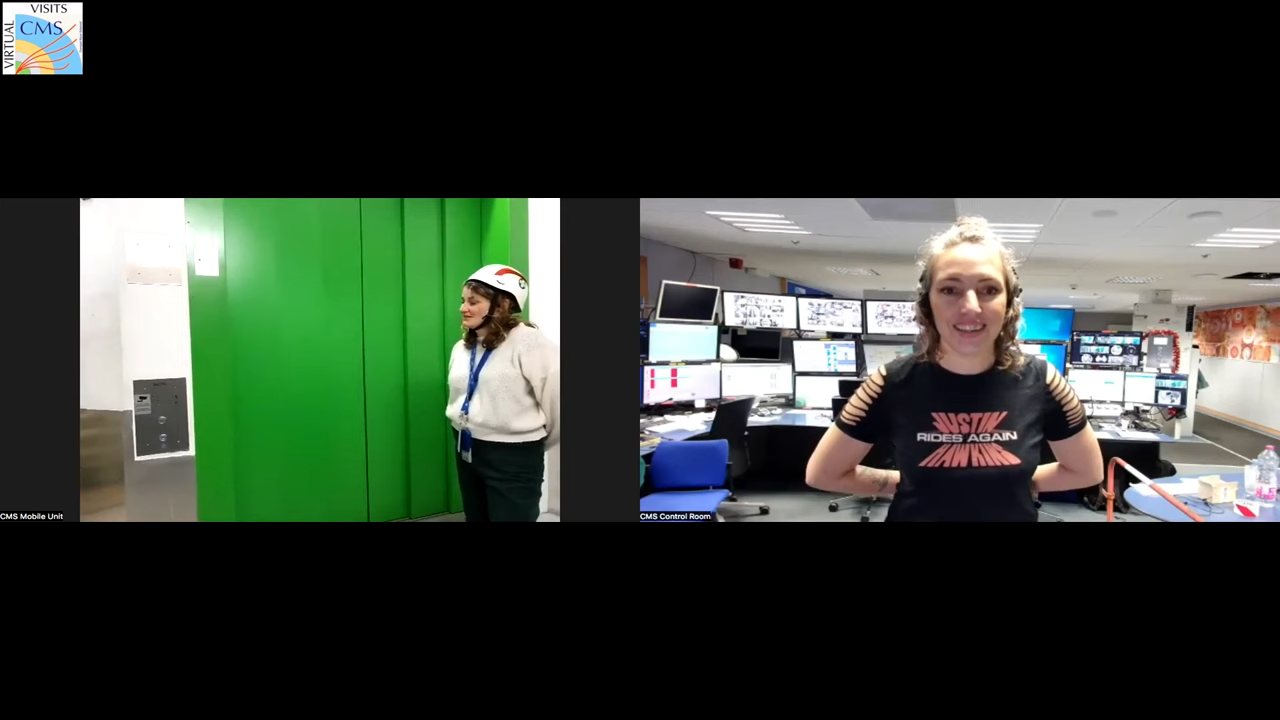 VISITS
CMS
VIRTUAL
JUSTIN
RIDES AGAIN
HAWKINS
CMS Mobile Unit
CMS Control Room